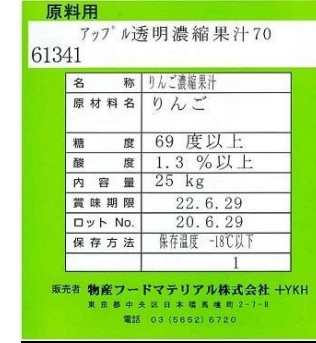 原料用
アップル透明濃縮果汁70
61341
名 称 りんご濃縮果汁
原材料名 りんご
糖 度 69 度以上
酸 度 1.3 %以上
内 容 量 25 kg
賞味期限 22.6.29
ロット No. 20.6.29
保存方法 保存温度 -18℃以下
1
販売者 物産フードマテリアル株式会社 +YKH
東京都中央区日本橋馬喰町2-7-8
電話 03(5652)6720